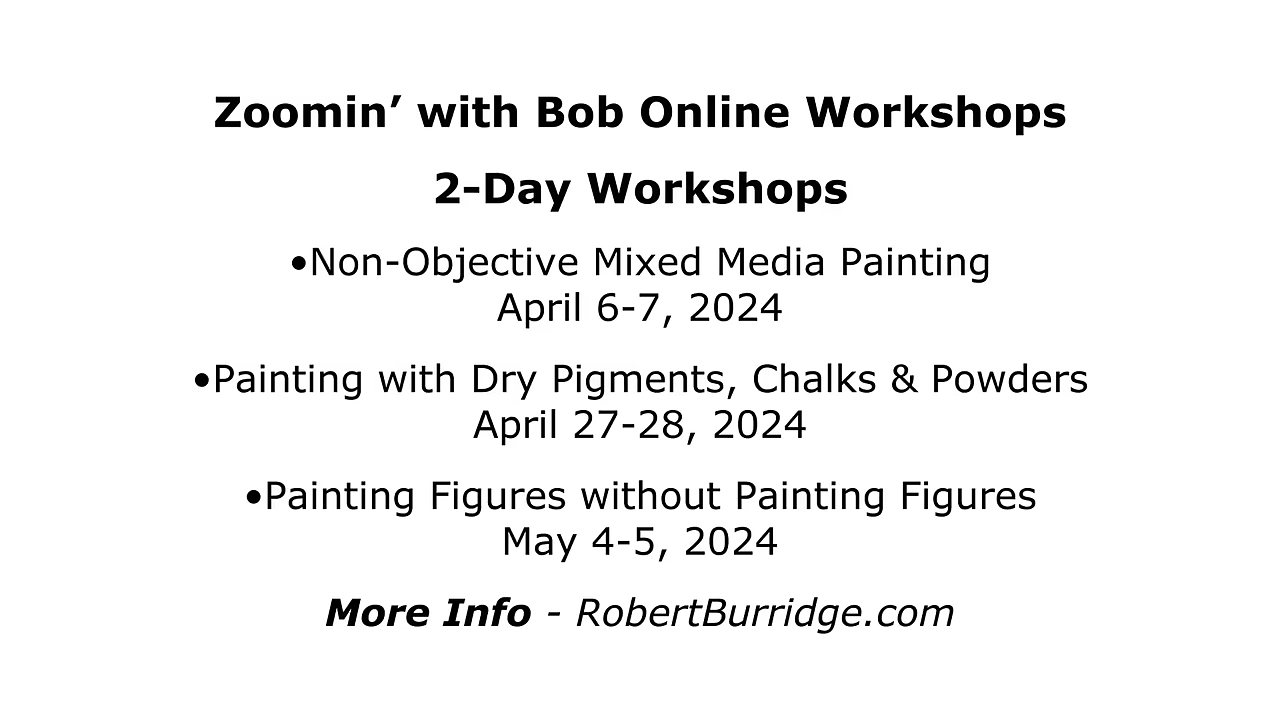 Zoomin’ with Bob Online Workshops
2-Day Workshops
•Non-Objective Mixed Media Painting
April 6-7, 2024
•Painting with Dry Pigments, Chalks & Powders
April 27-28, 2024
•Painting Figures without Painting Figures
May 4-5, 2024
More Info - RobertBurridge.com